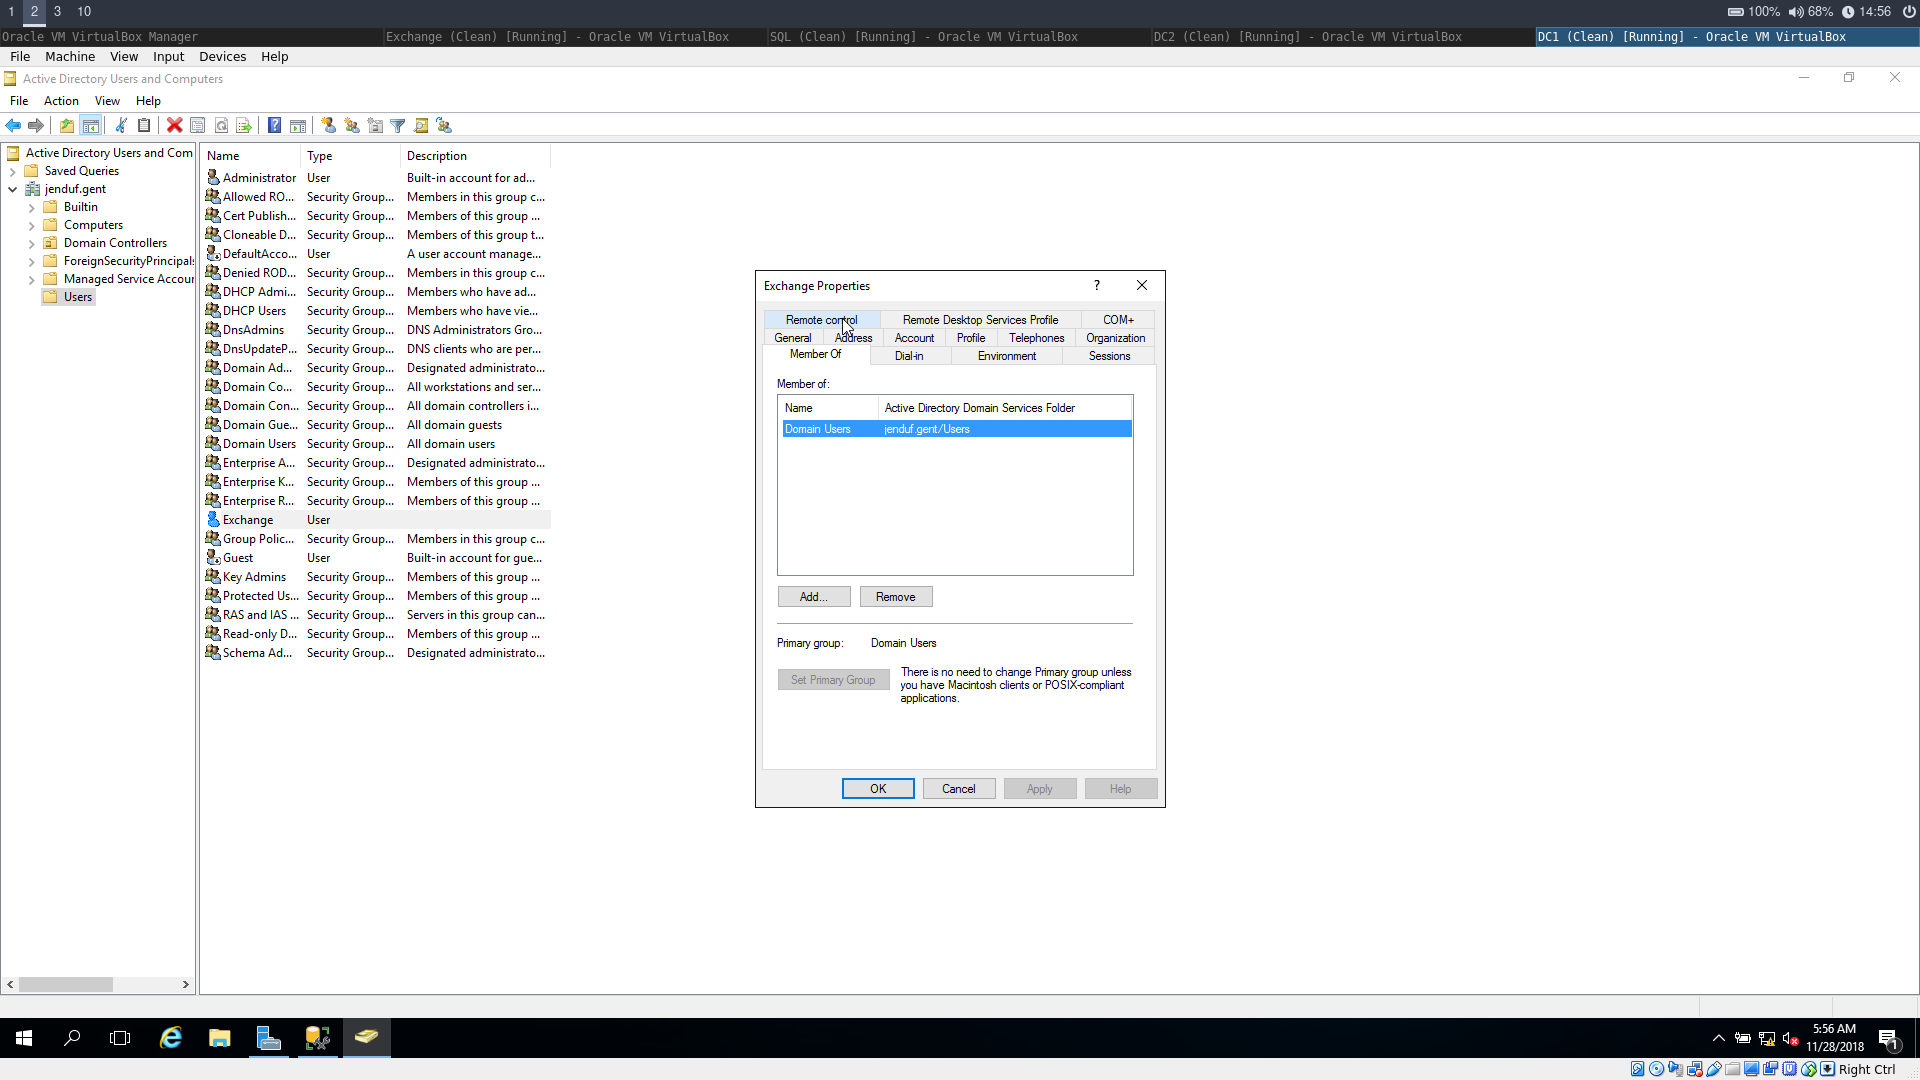 1 2 3 10
100% 68% 14:56
Oracle VM VirtualBox Manager
Exchange (Clean) [Running] - Oracle VM VirtualBox
SQL (Clean) [Running] - Oracle VM VirtualBox
DC2 (Clean) [Running] - Oracle VM VirtualBox
DC1 (Clean) [Running] - Oracle VM VirtualBox
File Machine View Input Devices Help
Active Directory Users and Computers
File Action View Help
Active Directory Users and Com
Saved Queries
jenduf.gent
Builtin
Computers
Domain Controllers
ForeignSecurityPrincipals
Managed Service Accour
Users
Name Type Description
Administrator User Built-in account for ad...
Allowed RO... Security Group... Members in this group c...
Cert Publish... Security Group... Members of this group ...
Cloneable D... Security Group... Members of this group t...
DefaultAcco... User A user account manage...
Denied ROD... Security Group... Members in this group c...
DHCP Admi... Security Group... Members who have ad...
DHCP Users Security Group... Members who have vie...
DnsAdmins Security Group... DNS Administrators Gro...
DnsUpdateP... Security Group... DNS clients who are per...
Domain Ad... Security Group... Designated administrato...
Domain Co... Security Group... All workstations and ser...
Domain Con... Security Group... All domain controllers i...
Domain Gue... Security Group... All domain guests
Domain Users Security Group... All domain users
Enterprise A... Security Group... Designated administrato...
Enterprise K... Security Group... Members of this group ...
Enterprise R... Security Group... Members of this group ...
Exchange User
Group Polic... Security Group... Members in this group c...
Guest User Built-in account for gue...
Key Admins Security Group... Members of this group ...
Protected Us... Security Group... Members of this group ...
RAS and IAS ... Security Group... Servers in this group can...
Read-only D... Security Group... Members of this group ...
Schema Ad... Security Group... Designated administrato...
Exchange Properties ?
Remote control Remote Desktop Services Profile COM+
General Address Account Profile Telephones Organization
Member Of Dial-in Environment Sessions
Member of:
Name Active Directory Domain Services Folder
Domain Users jenduf.gent/Users
Add... Remove
Primary group: Domain Users
Set Primary Group
There is no need to change Primary group unless
you have Macintosh clients or POSIX-compliant
applications.
OK Cancel Apply Help
5:56 AM
11/28/2018
1
Right Ctrl